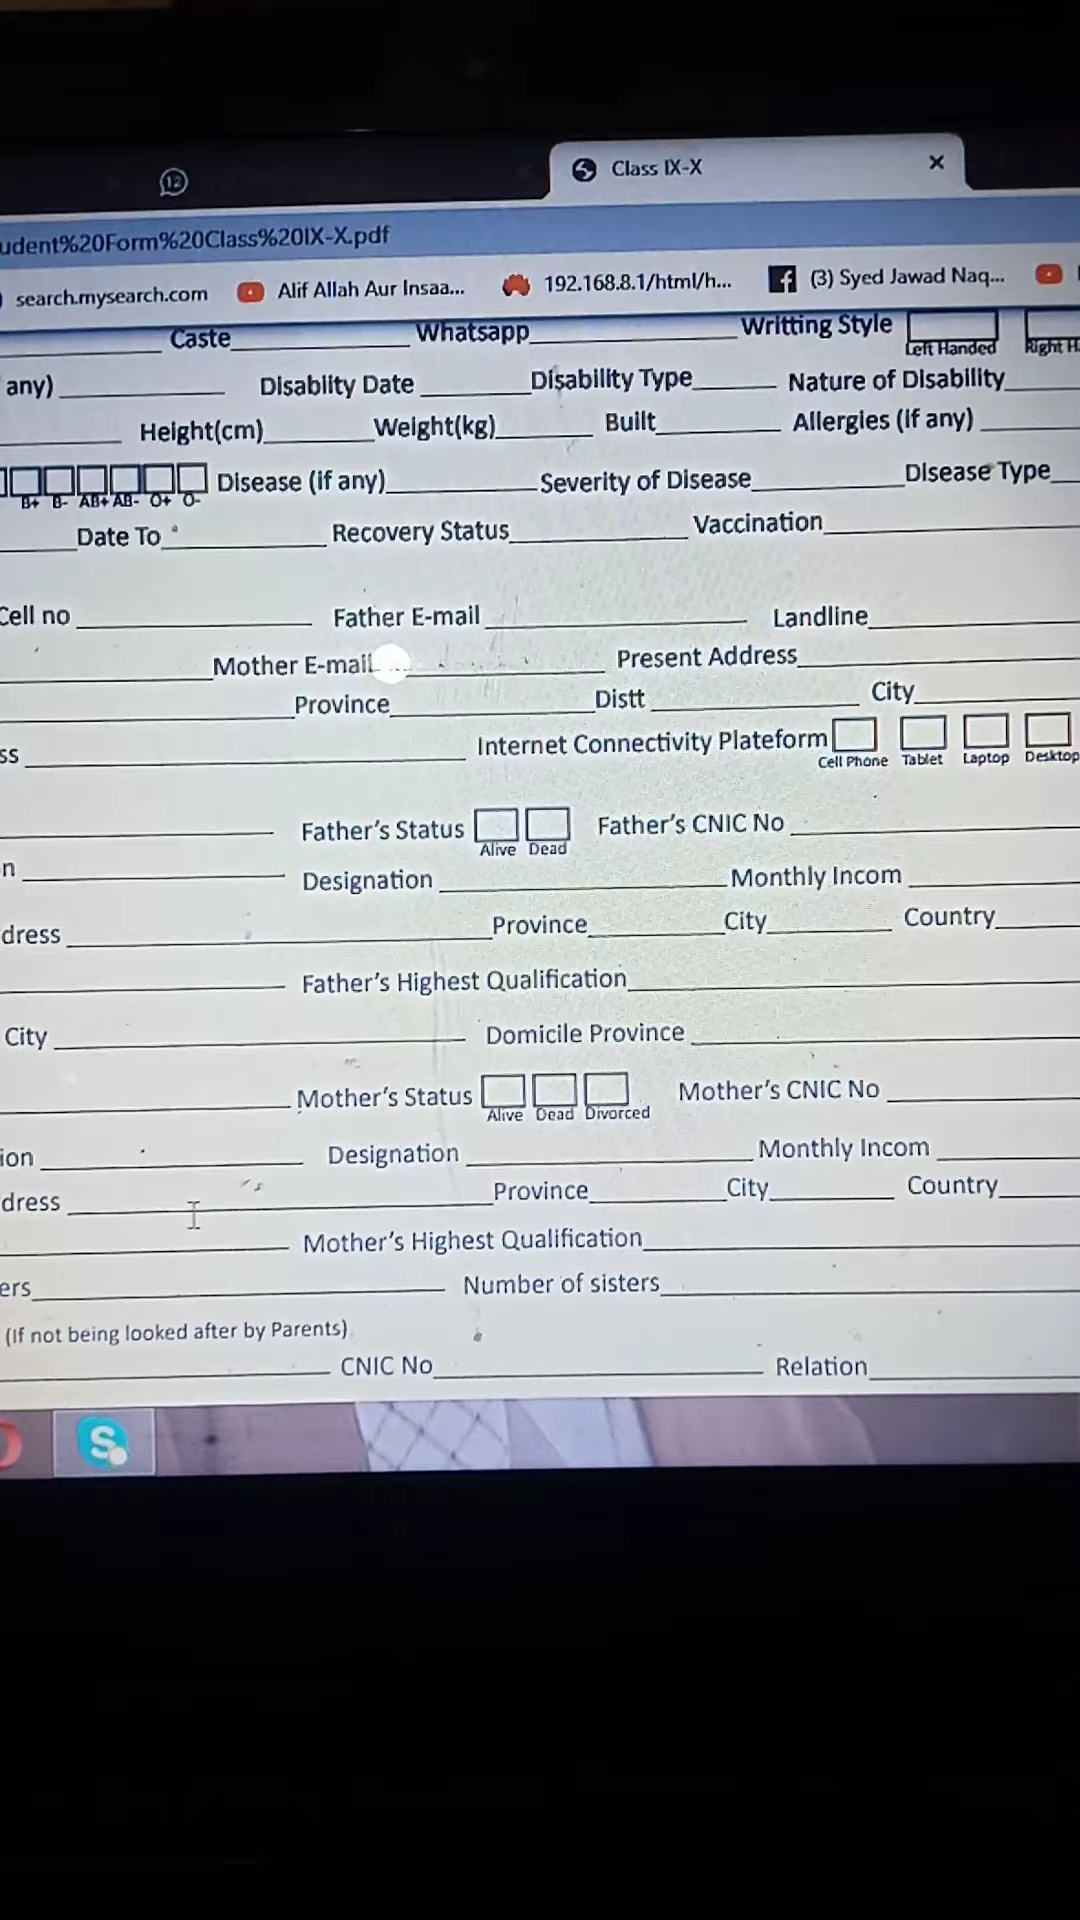 12
Class IX-X
udent%20Form%20Class%20IX-X.pdf
search.mysearch.com Alif Allah Aur Insaa... 192.168.8.1/html/h... (3) Syed Jawad Naq...
Caste Whatsapp Writting Style
Left Handed Right H
any) Disabiity Date Disability Type Nature of Disability
Height(cm) Weight(kg) Built Allergies (if any)
Disease (if any) Severity of Disease Disease Type
B+ B- AB+ AB- O+ O-
Date To Recovery Status Vaccination
Cell no Father E-mail Landline
Mother E-mail Present Address
Province Distt City
ss Internet Connectivity Plateform
Cell Phone Tablet Laptop Desktop
Father's Status Father's CNIC No
Alive Dead
n Designation Monthly Incom
dress Province City Country
Father's Highest Qualification
City Domicile Province
Mother's Status Mother's CNIC No
Alive Dead Divorced
ion Designation Monthly Incom
dress Province City Country
Mother's Highest Qualification
ers Number of sisters
(If not being looked after by Parents)
CNIC No Relation